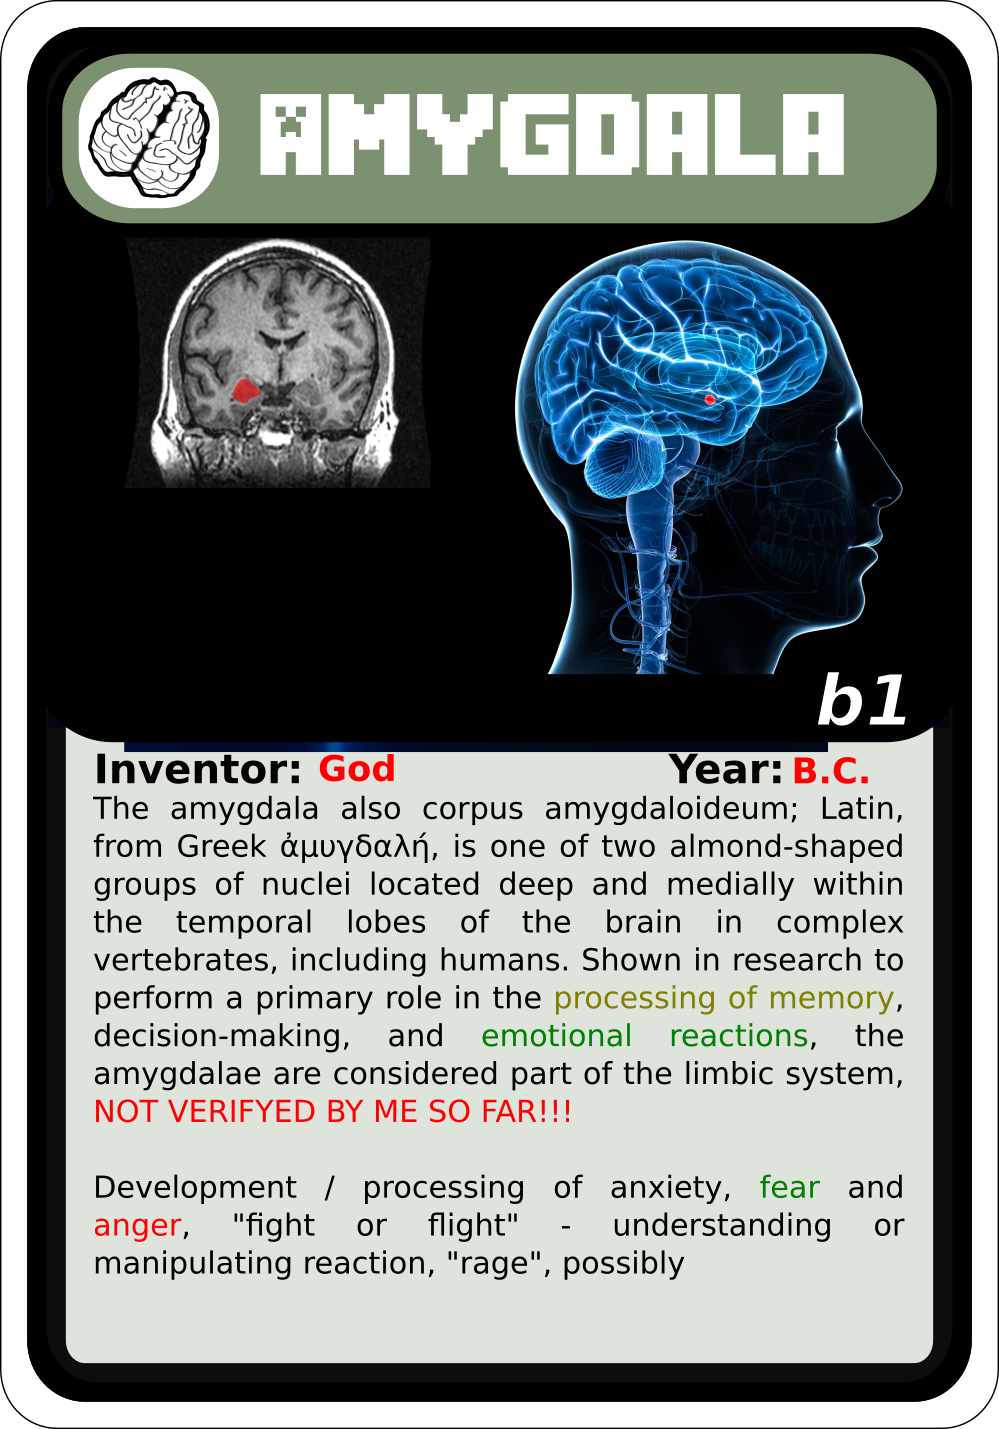 AMYGDALA
b1
Inventor: God Year: B.C.
The amygdala also corpus amygdaloideum; Latin,
from Greek ἀμυγδαλή, is one of two almond-shaped
groups of nuclei located deep and medially within
the temporal lobes of the brain in complex
vertebrates, including humans. Shown in research to
perform a primary role in the processing of memory,
decision-making, and emotional reactions, the
amygdalae are considered part of the limbic system,
NOT VERIFYED BY ME SO FAR!!!
Development / processing of anxiety, fear and
anger, "fight or flight" - understanding or
manipulating reaction, "rage", possibly